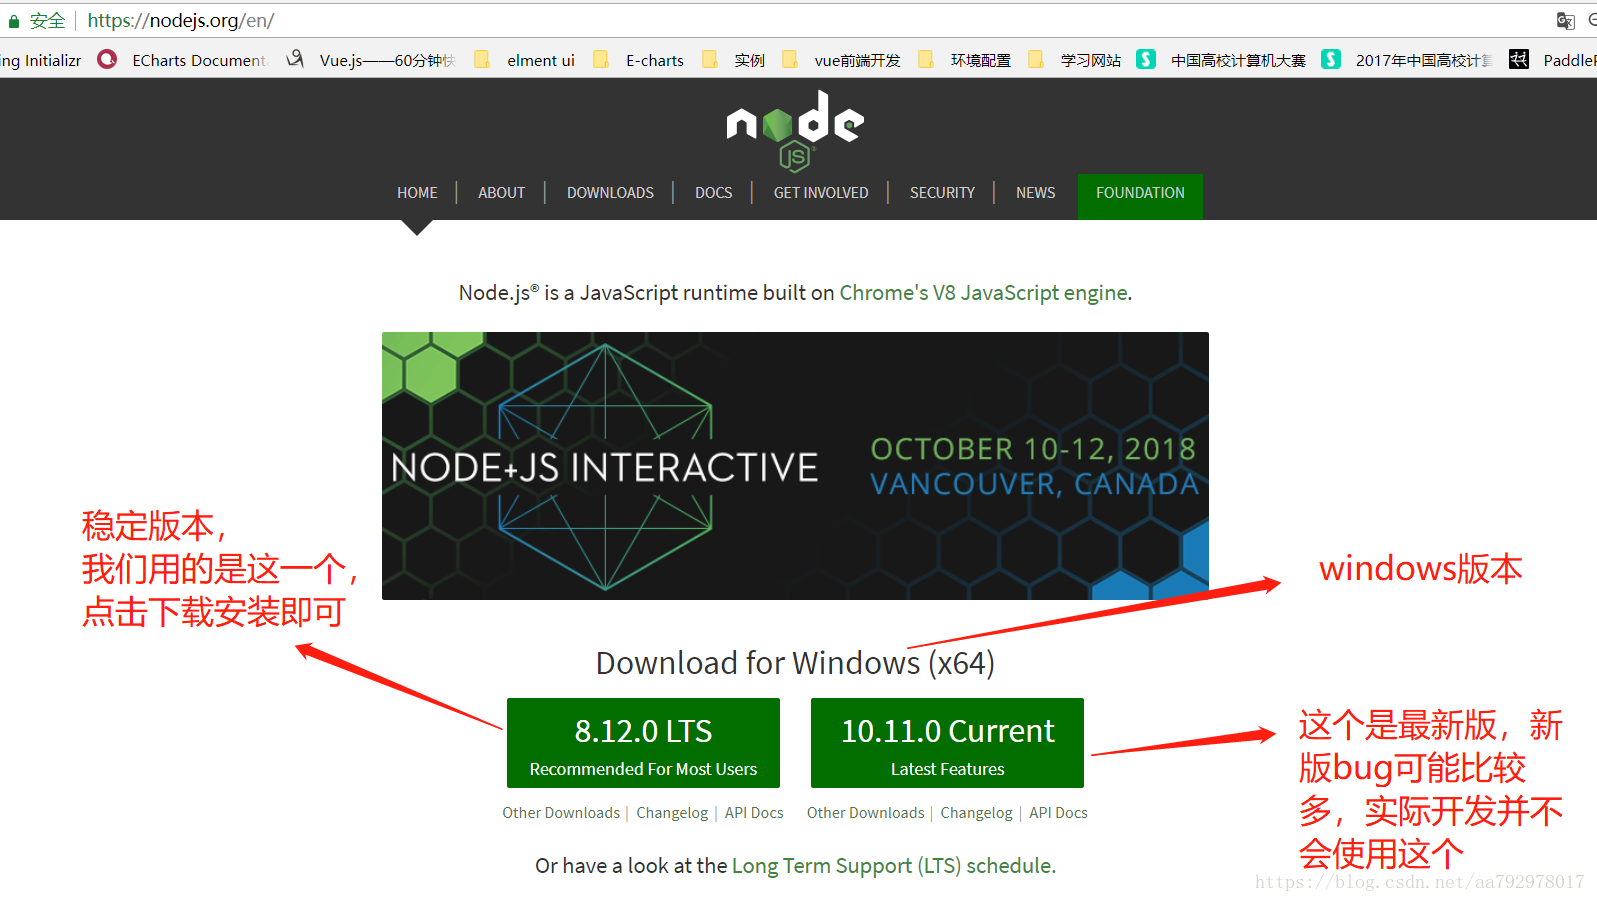 安全 | https://nodejs.org/en/
ing Initializr ECharts Documenta Vue.js——60分钟快 elment ui E-charts 实例 vue前端开发 环境配置 学习网站 中国高校计算机大赛 2017年中国高校计算 PaddleP
node
JS
HOME | ABOUT | DOWNLOADS | DOCS | GET INVOLVED | SECURITY | NEWS FOUNDATION
Node.js® is a JavaScript runtime built on Chrome's V8 JavaScript engine.
NODE+JS INTERACTIVE
OCTOBER 10-12, 2018
VANCOUVER, CANADA
稳定版本，
我们用的是这一个，
点击下载安装即可
windows版本
Download for Windows (x64)
8.12.0 LTS
Recommended For Most Users
Other Downloads | Changelog | API Docs
10.11.0 Current
Latest Features
Other Downloads | Changelog | API Docs
这个是最新版，新
版bug可能比较
多，实际开发并不
会使用这个
Or have a look at the Long Term Support (LTS) schedule.
https://blog.csdn.net/aa792978017